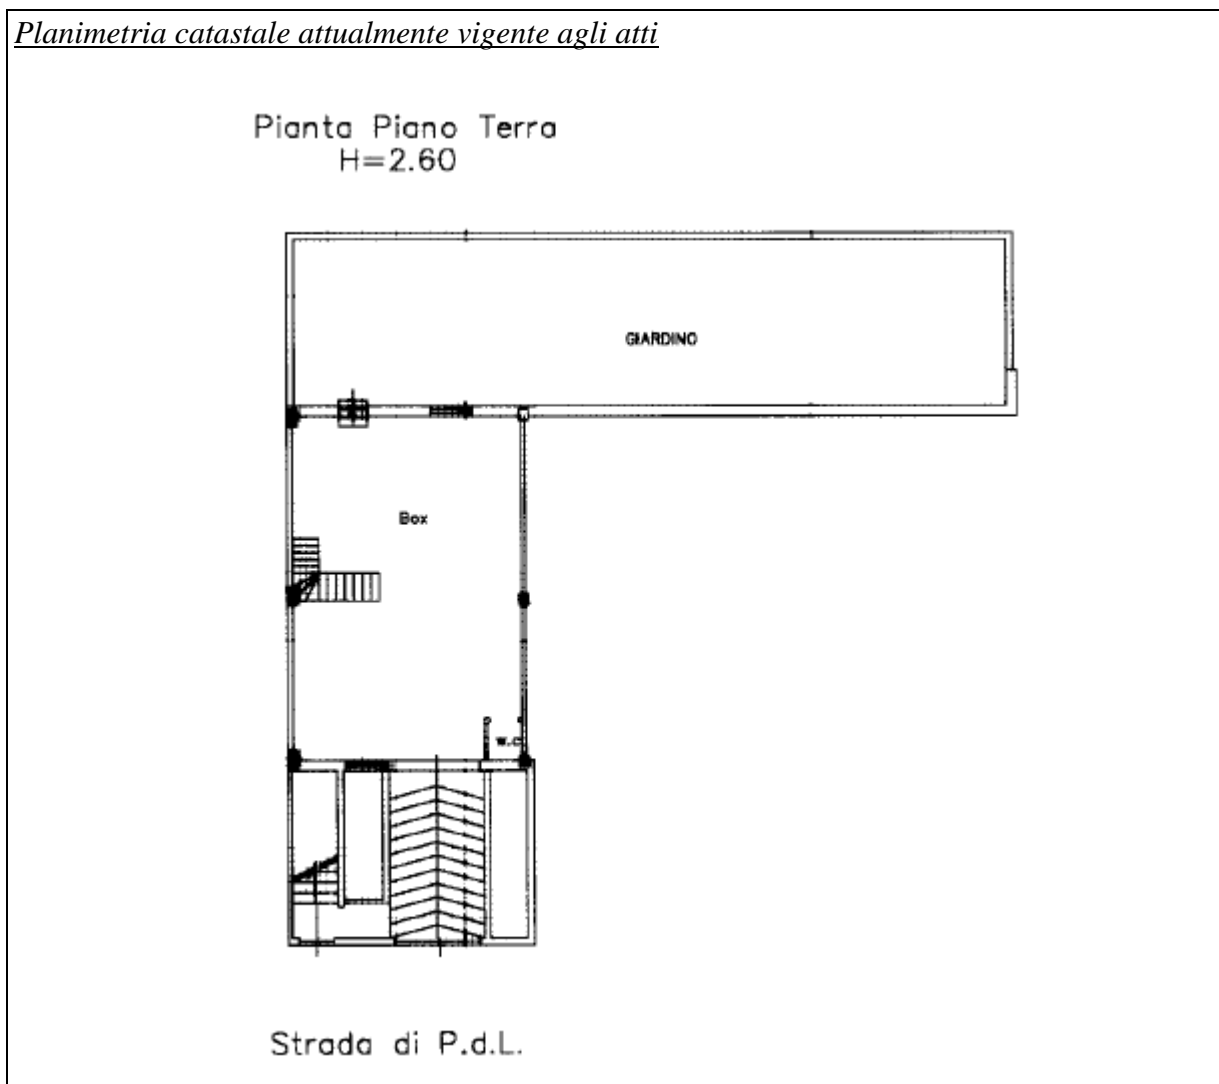 Planimetria catastale attualmente vigente agli atti
Pianta Piano Terra
H=2.60
GIARDINO
Box
W.C
Strada di P.d.L.